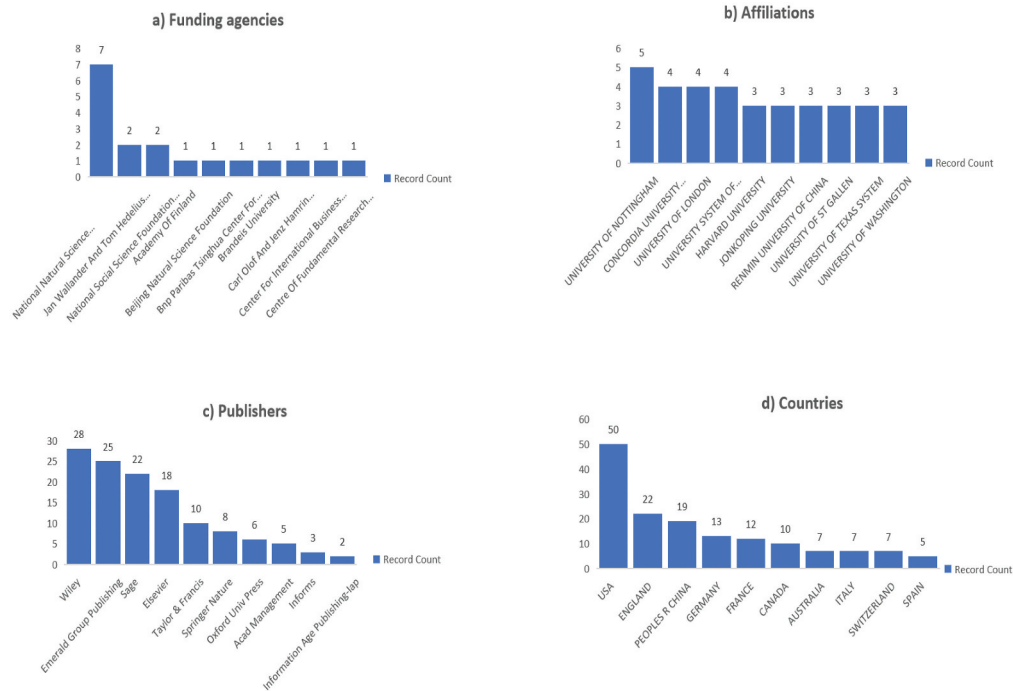 a) Funding agencies
8
7
6
5
4
3
2
1
0
7
2
2
1
1
1
1
1
1
1
National Natural Science...
Jan Wallander And Tom Hedelius...
National Social Science Foundation...
Academy Of Finland
Beijing Natural Science Foundation
Bnp Paribas Tsinghua Center For...
Brandeis University
Carl Olof And Jenz Hamrin...
Center For International Business...
Centre Of Fundamental Research...
Record Count
b) Affiliations
6
5
4
3
2
1
0
5
4
4
4
3
3
3
3
3
3
UNIVERSITY OF NOTTINGHAM
CONCORDIA UNIVERSITY...
UNIVERSITY OF LONDON
UNIVERSITY SYSTEM OF...
HARVARD UNIVERSITY
JONKOPING UNIVERSITY
RENMIN UNIVERSITY OF CHINA
UNIVERSITY OF ST GALLEN
UNIVERSITY OF TEXAS SYSTEM
UNIVERSITY OF WASHINGTON
Record Count
c) Publishers
30
25
20
15
10
5
0
28
25
22
18
10
8
6
5
3
2
Wiley
Emerald Group Publishing
Sage
Elsevier
Taylor & Francis
Springer Nature
Oxford Univ Press
Acad Management
Informs
Information Age Publishing-Iap
Record Count
d) Countries
60
50
40
30
20
10
0
50
22
19
13
12
10
7
7
7
5
USA
ENGLAND
PEOPLES R CHINA
GERMANY
FRANCE
CANADA
AUSTRALIA
ITALY
SWITZERLAND
SPAIN
Record Count